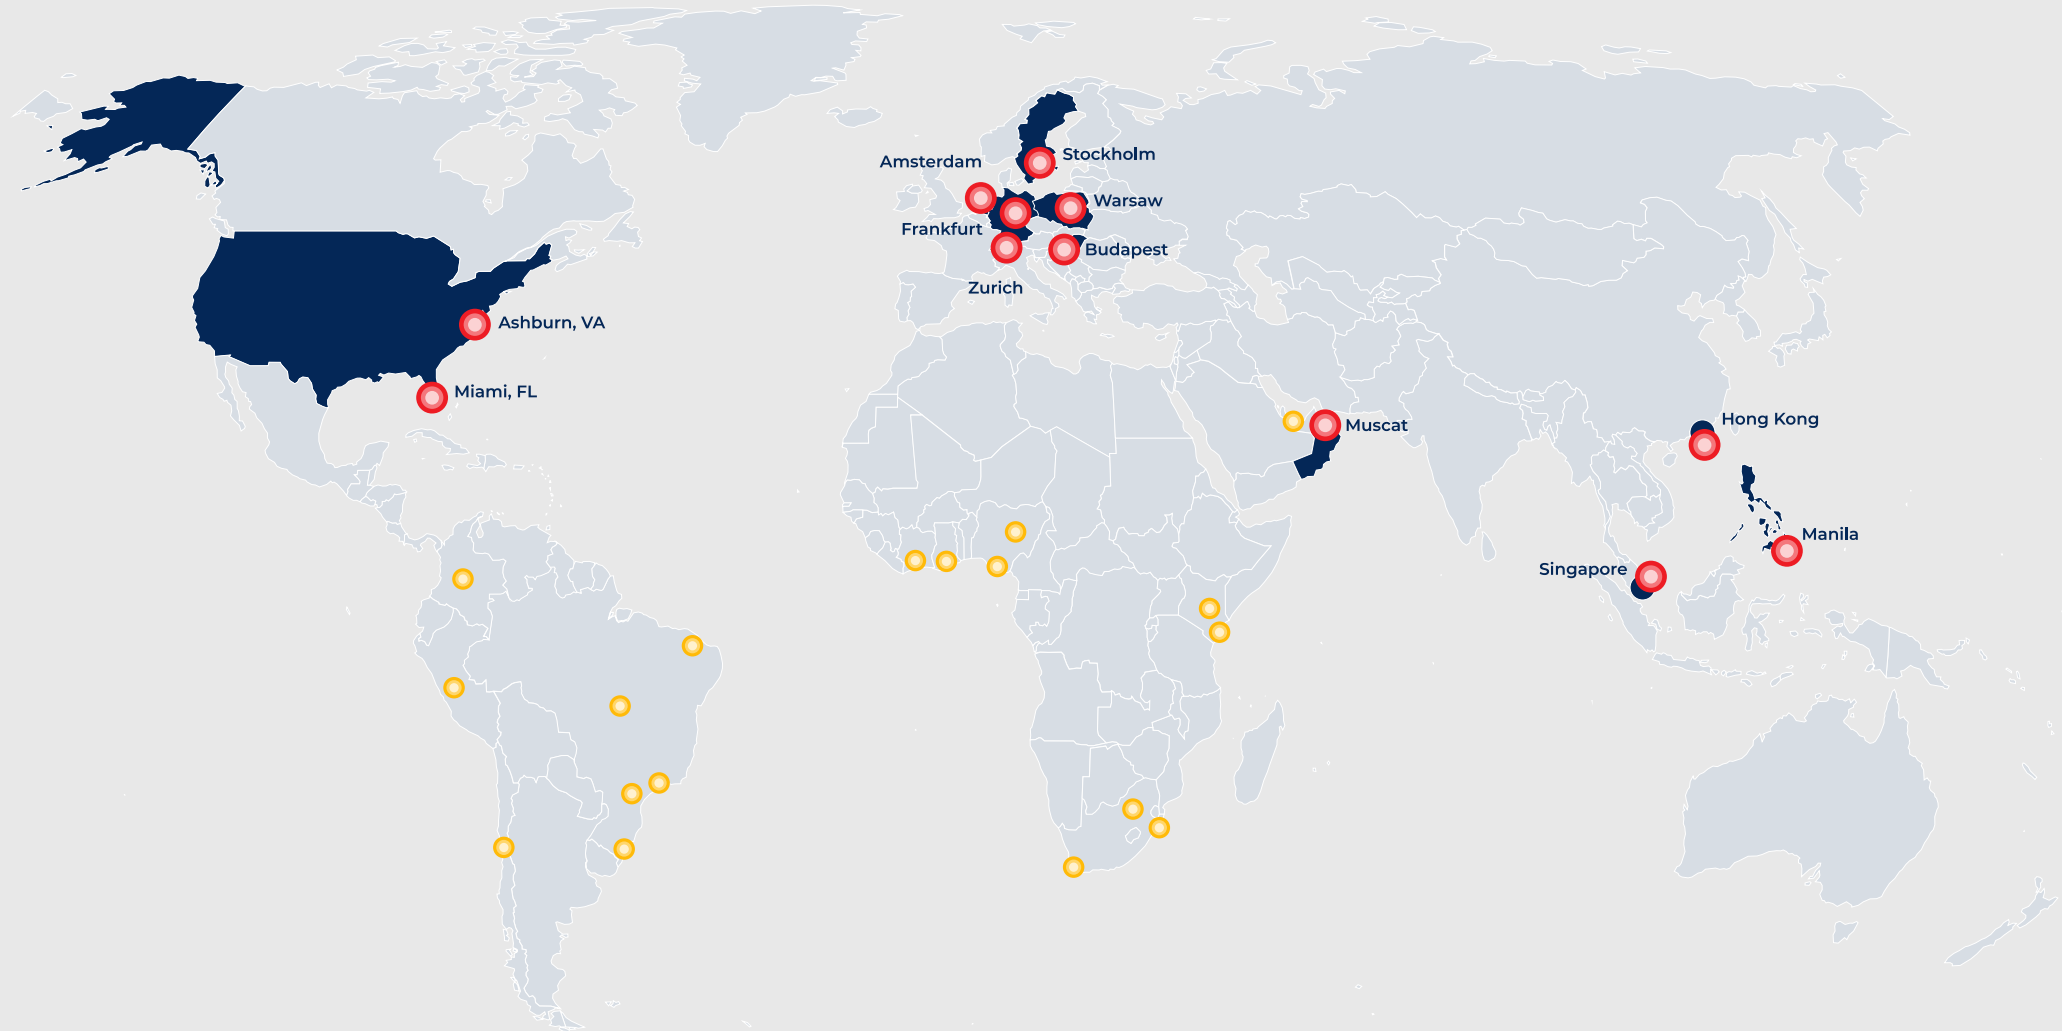 Stockholm
Amsterdam
Warsaw
Frankfurt
Budapest
Zurich
Ashburn, VA
Miami, FL
Muscat
Hong Kong
Manila
Singapore